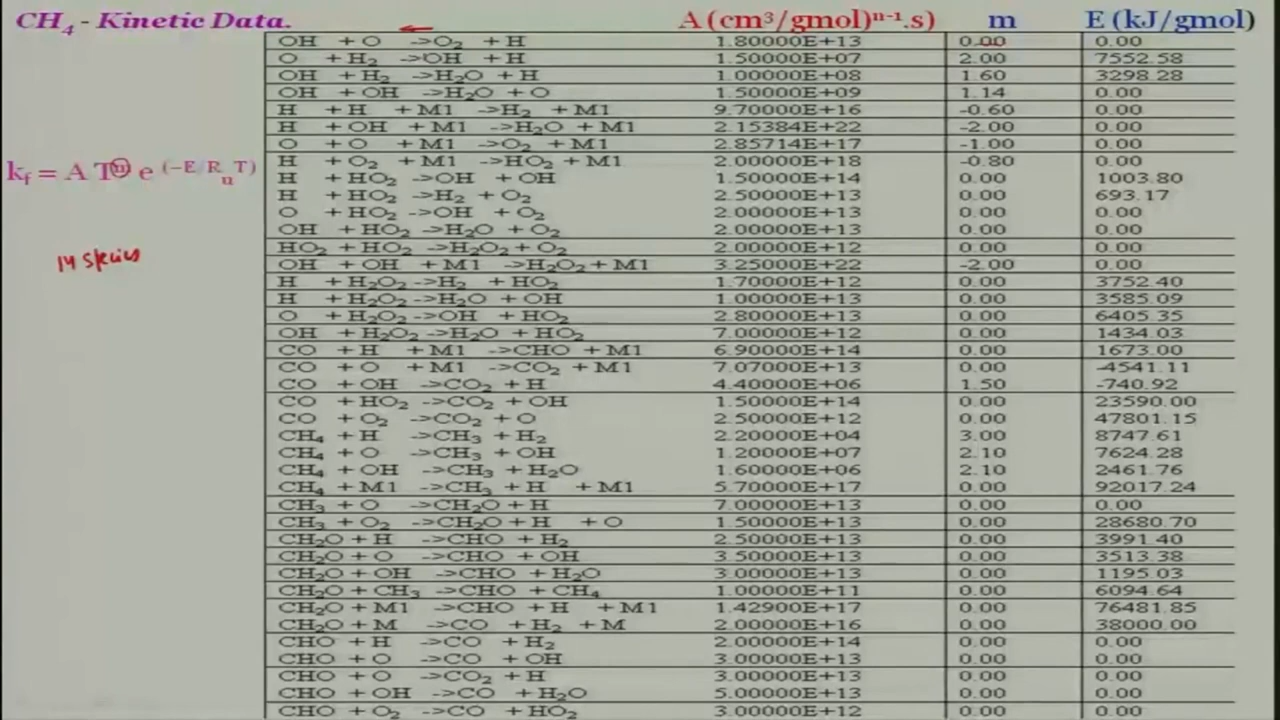 CH₄ - Kinetic Data. A (cm³/gmol)ⁿ⁻¹.s) m E (kJ/gmol)
OH + O ->O₂ + H 1.80000E+13 0.00 0.00
O + H₂ ->OH + H 1.50000E+07 2.00 7552.58
OH + H₂ ->H₂O + H 1.00000E+08 1.60 3298.28
OH + OH ->H₂O + O 1.50000E+09 1.14 0.00
H + H + M1 ->H₂ + M1 9.70000E+16 -0.60 0.00
H + OH + M1 ->H₂O + M1 2.15384E+22 -2.00 0.00
O + O + M1 ->O₂ + M1 2.85714E+17 -1.00 0.00
H + O₂ + M1 ->HO₂ + M1 2.00000E+18 -0.80 0.00
k_f = A T^m e^(−E/R_uT)
H + HO₂ ->OH + OH 1.50000E+14 0.00 1003.80
H + HO₂ ->H₂ + O₂ 2.50000E+13 0.00 693.17
O + HO₂ ->OH + O₂ 2.00000E+13 0.00 0.00
OH + HO₂ ->H₂O + O₂ 2.00000E+13 0.00 0.00
HO₂ + HO₂ ->H₂O₂ + O₂ 2.00000E+12 0.00 0.00
14 species
OH + OH + M1 ->H₂O₂ + M1 3.25000E+22 -2.00 0.00
H + H₂O₂ ->H₂ + HO₂ 1.70000E+12 0.00 3752.40
H + H₂O₂ ->H₂O + OH 1.00000E+13 0.00 3585.09
O + H₂O₂ ->OH + HO₂ 2.80000E+13 0.00 6405.35
OH + H₂O₂ ->H₂O + HO₂ 7.00000E+12 0.00 1434.03
CO + H + M1 ->CHO + M1 6.90000E+14 0.00 1673.00
CO + O + M1 ->CO₂ + M1 7.07000E+13 0.00 -4541.11
CO + OH ->CO₂ + H 4.40000E+06 1.50 -740.92
CO + HO₂ ->CO₂ + OH 1.50000E+14 0.00 23590.00
CO + O₂ ->CO₂ + O 2.50000E+12 0.00 47801.15
CH₄ + H ->CH₃ + H₂ 2.20000E+04 3.00 8747.61
CH₄ + O ->CH₃ + OH 1.20000E+07 2.10 7624.28
CH₄ + OH ->CH₃ + H₂O 1.60000E+06 2.10 2461.76
CH₄ + M1 ->CH₃ + H + M1 5.70000E+17 0.00 92017.24
CH₃ + O ->CH₂O + H 7.00000E+13 0.00 0.00
CH₃ + O₂ ->CH₂O + H + O 1.50000E+13 0.00 28680.70
CH₂O + H ->CHO + H₂ 2.50000E+13 0.00 3991.40
CH₂O + O ->CHO + OH 3.50000E+13 0.00 3513.38
CH₂O + OH ->CHO + H₂O 3.00000E+13 0.00 1195.03
CH₂O + CH₃ ->CHO + CH₄ 1.00000E+11 0.00 6094.64
CH₂O + M1 ->CHO + H + M1 1.42900E+17 0.00 76481.85
CH₂O + M ->CO + H₂ + M 2.00000E+16 0.00 38000.00
CHO + H ->CO + H₂ 2.00000E+14 0.00 0.00
CHO + O ->CO + OH 3.00000E+13 0.00 0.00
CHO + O ->CO₂ + H 3.00000E+13 0.00 0.00
CHO + OH ->CO + H₂O 5.00000E+13 0.00 0.00
CHO + O₂ ->CO + HO₂ 3.00000E+12 0.00 0.00